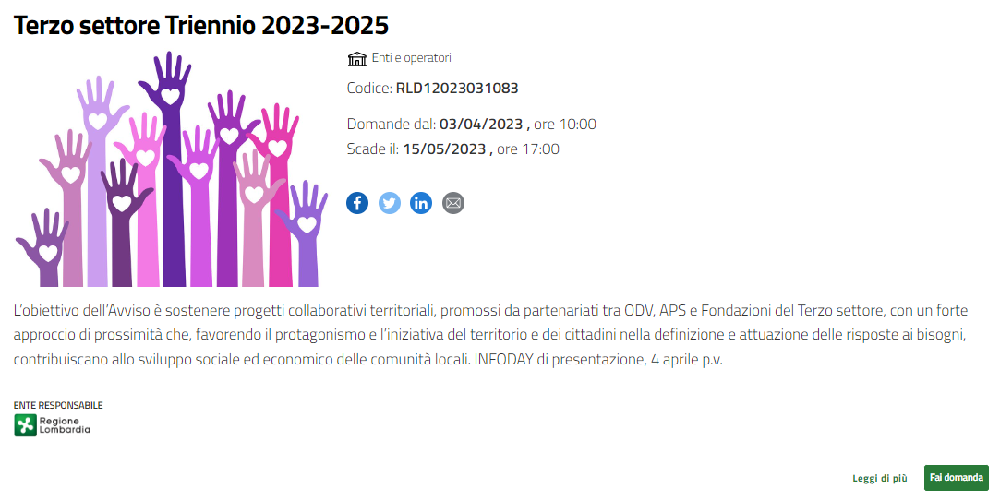 Terzo settore Triennio 2023-2025
Enti e operatori
Codice: RLD12023031083
Domande dal: 03/04/2023 , ore 10:00
Scade il: 15/05/2023 , ore 17:00
L’obiettivo dell’Avviso è sostenere progetti collaborativi territoriali, promossi da partenariati tra ODV, APS e Fondazioni del Terzo settore, con un forte
approccio di prossimità che, favorendo il protagonismo e l’iniziativa del territorio e dei cittadini nella definizione e attuazione delle risposte ai bisogni,
contribuiscano allo sviluppo sociale ed economico delle comunità locali. INFODAY di presentazione, 4 aprile p.v.
ENTE RESPONSABILE
Regione
Lombardia
Leggi di più
Fai domanda